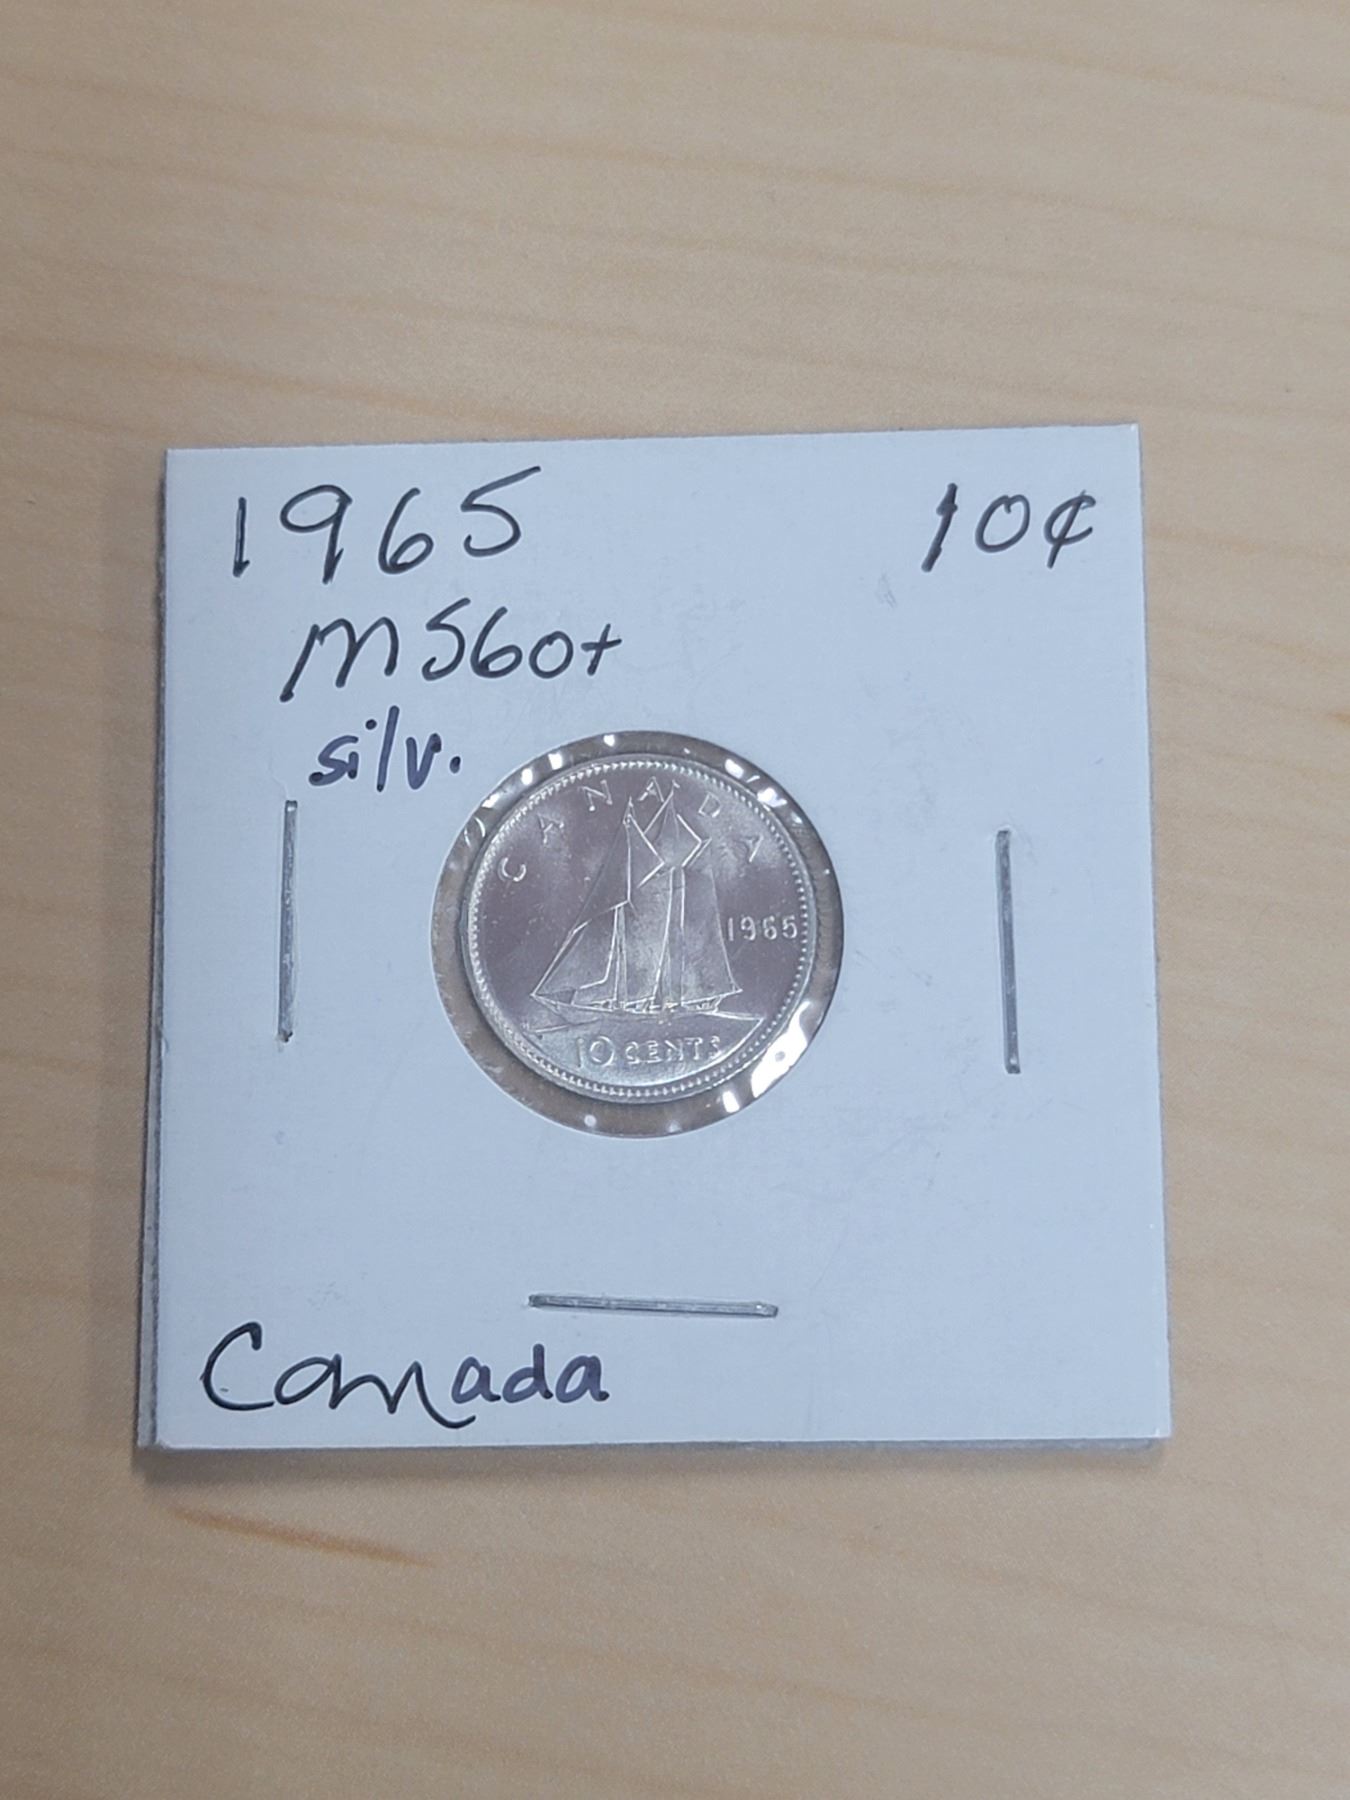 1965 10¢
MS60+
silv.
CANADA
1965
10 CENTS
Canada